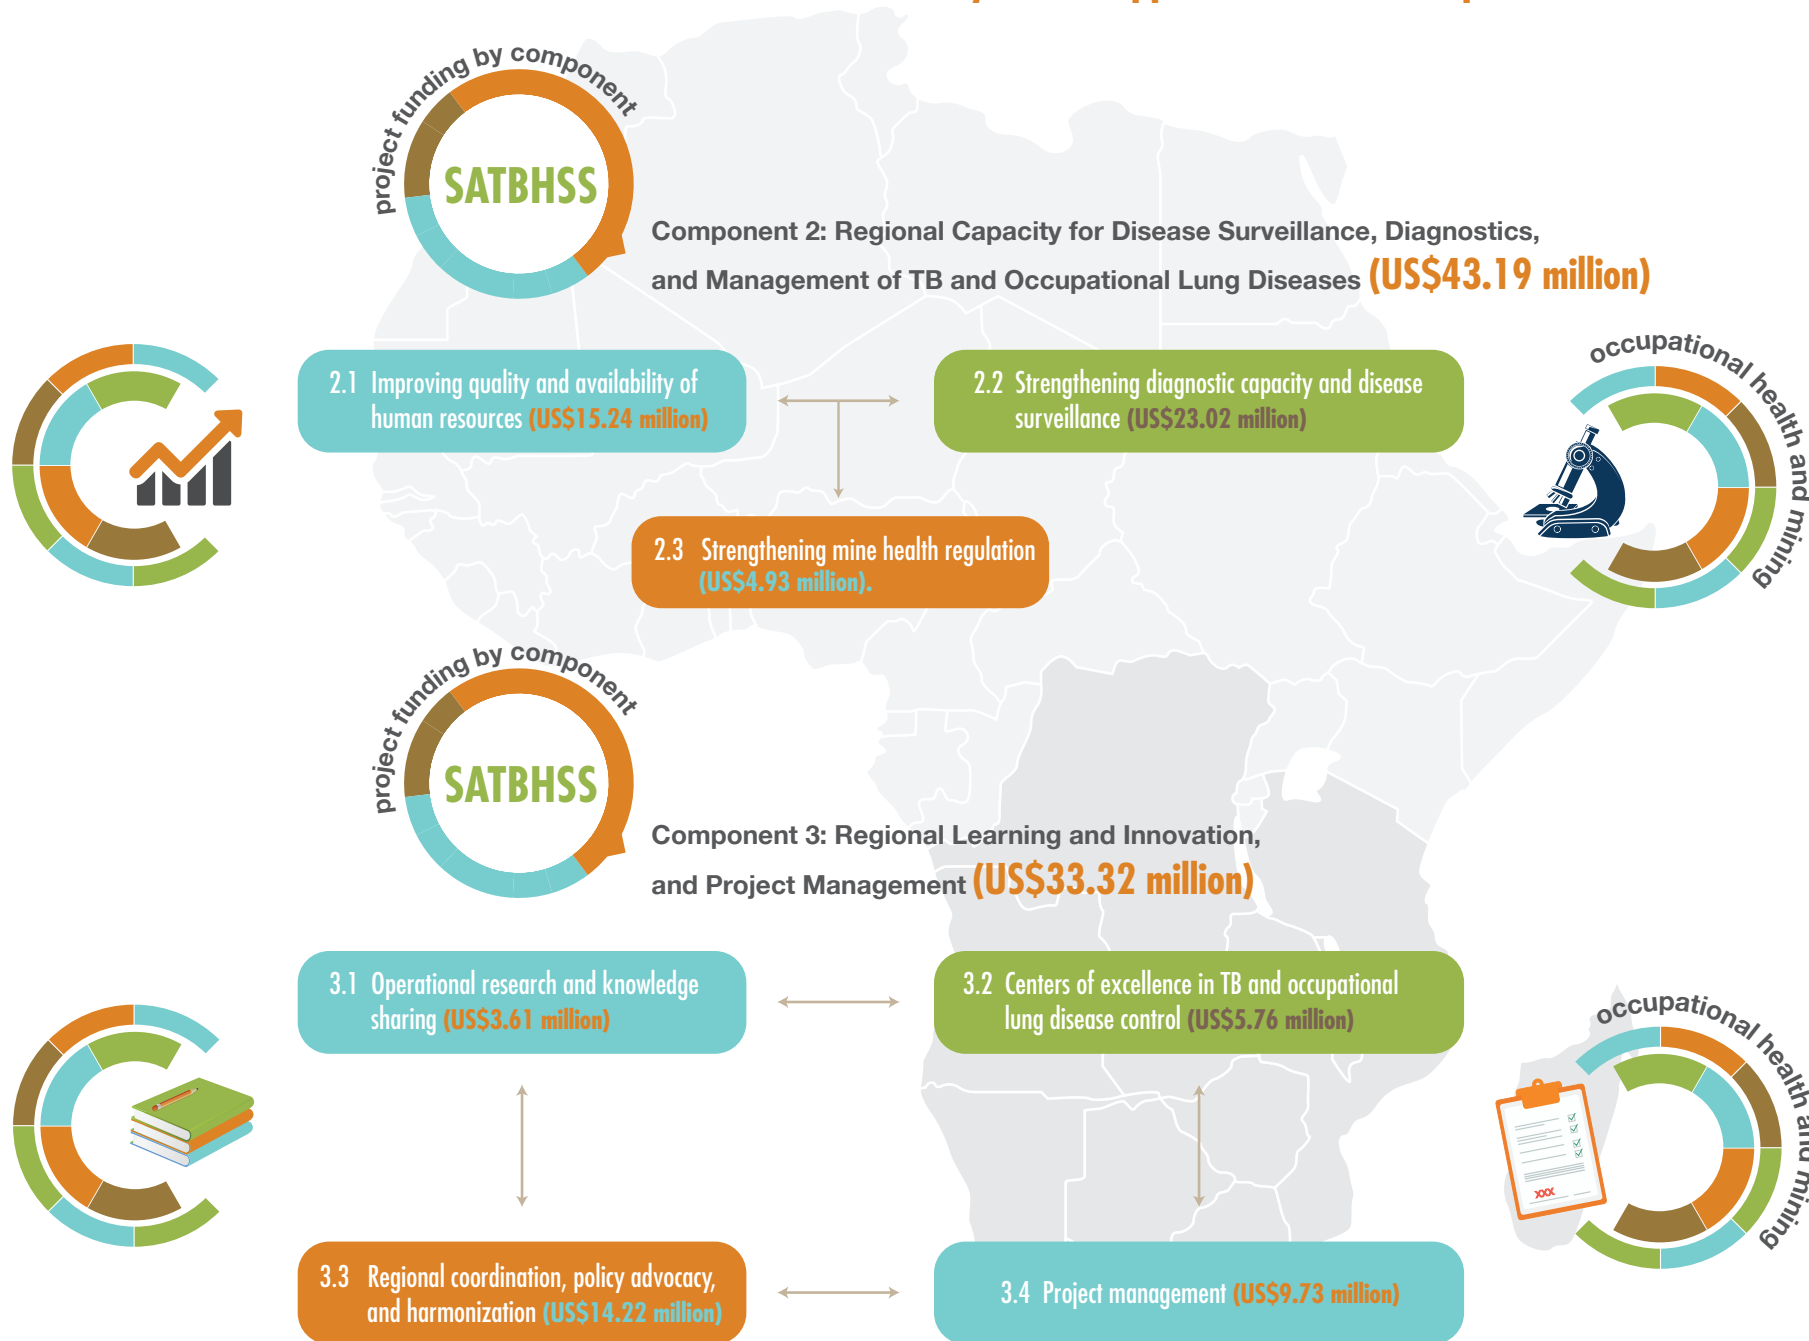 project funding by component
SATBHSS
Component 2: Regional Capacity for Disease Surveillance, Diagnostics,
and Management of TB and Occupational Lung Diseases (US$43.19 million)
2.1 Improving quality and availability of
human resources (US$15.24 million)
2.2 Strengthening diagnostic capacity and disease
surveillance (US$23.02 million)
occupational health and mining
2.3 Strengthening mine health regulation
(US$4.93 million).
project funding by component
SATBHSS
Component 3: Regional Learning and Innovation,
and Project Management (US$33.32 million)
3.1 Operational research and knowledge
sharing (US$3.61 million)
3.2 Centers of excellence in TB and occupational
lung disease control (US$5.76 million)
occupational health and mining
XXX
3.3 Regional coordination, policy advocacy,
and harmonization (US$14.22 million)
3.4 Project management (US$9.73 million)